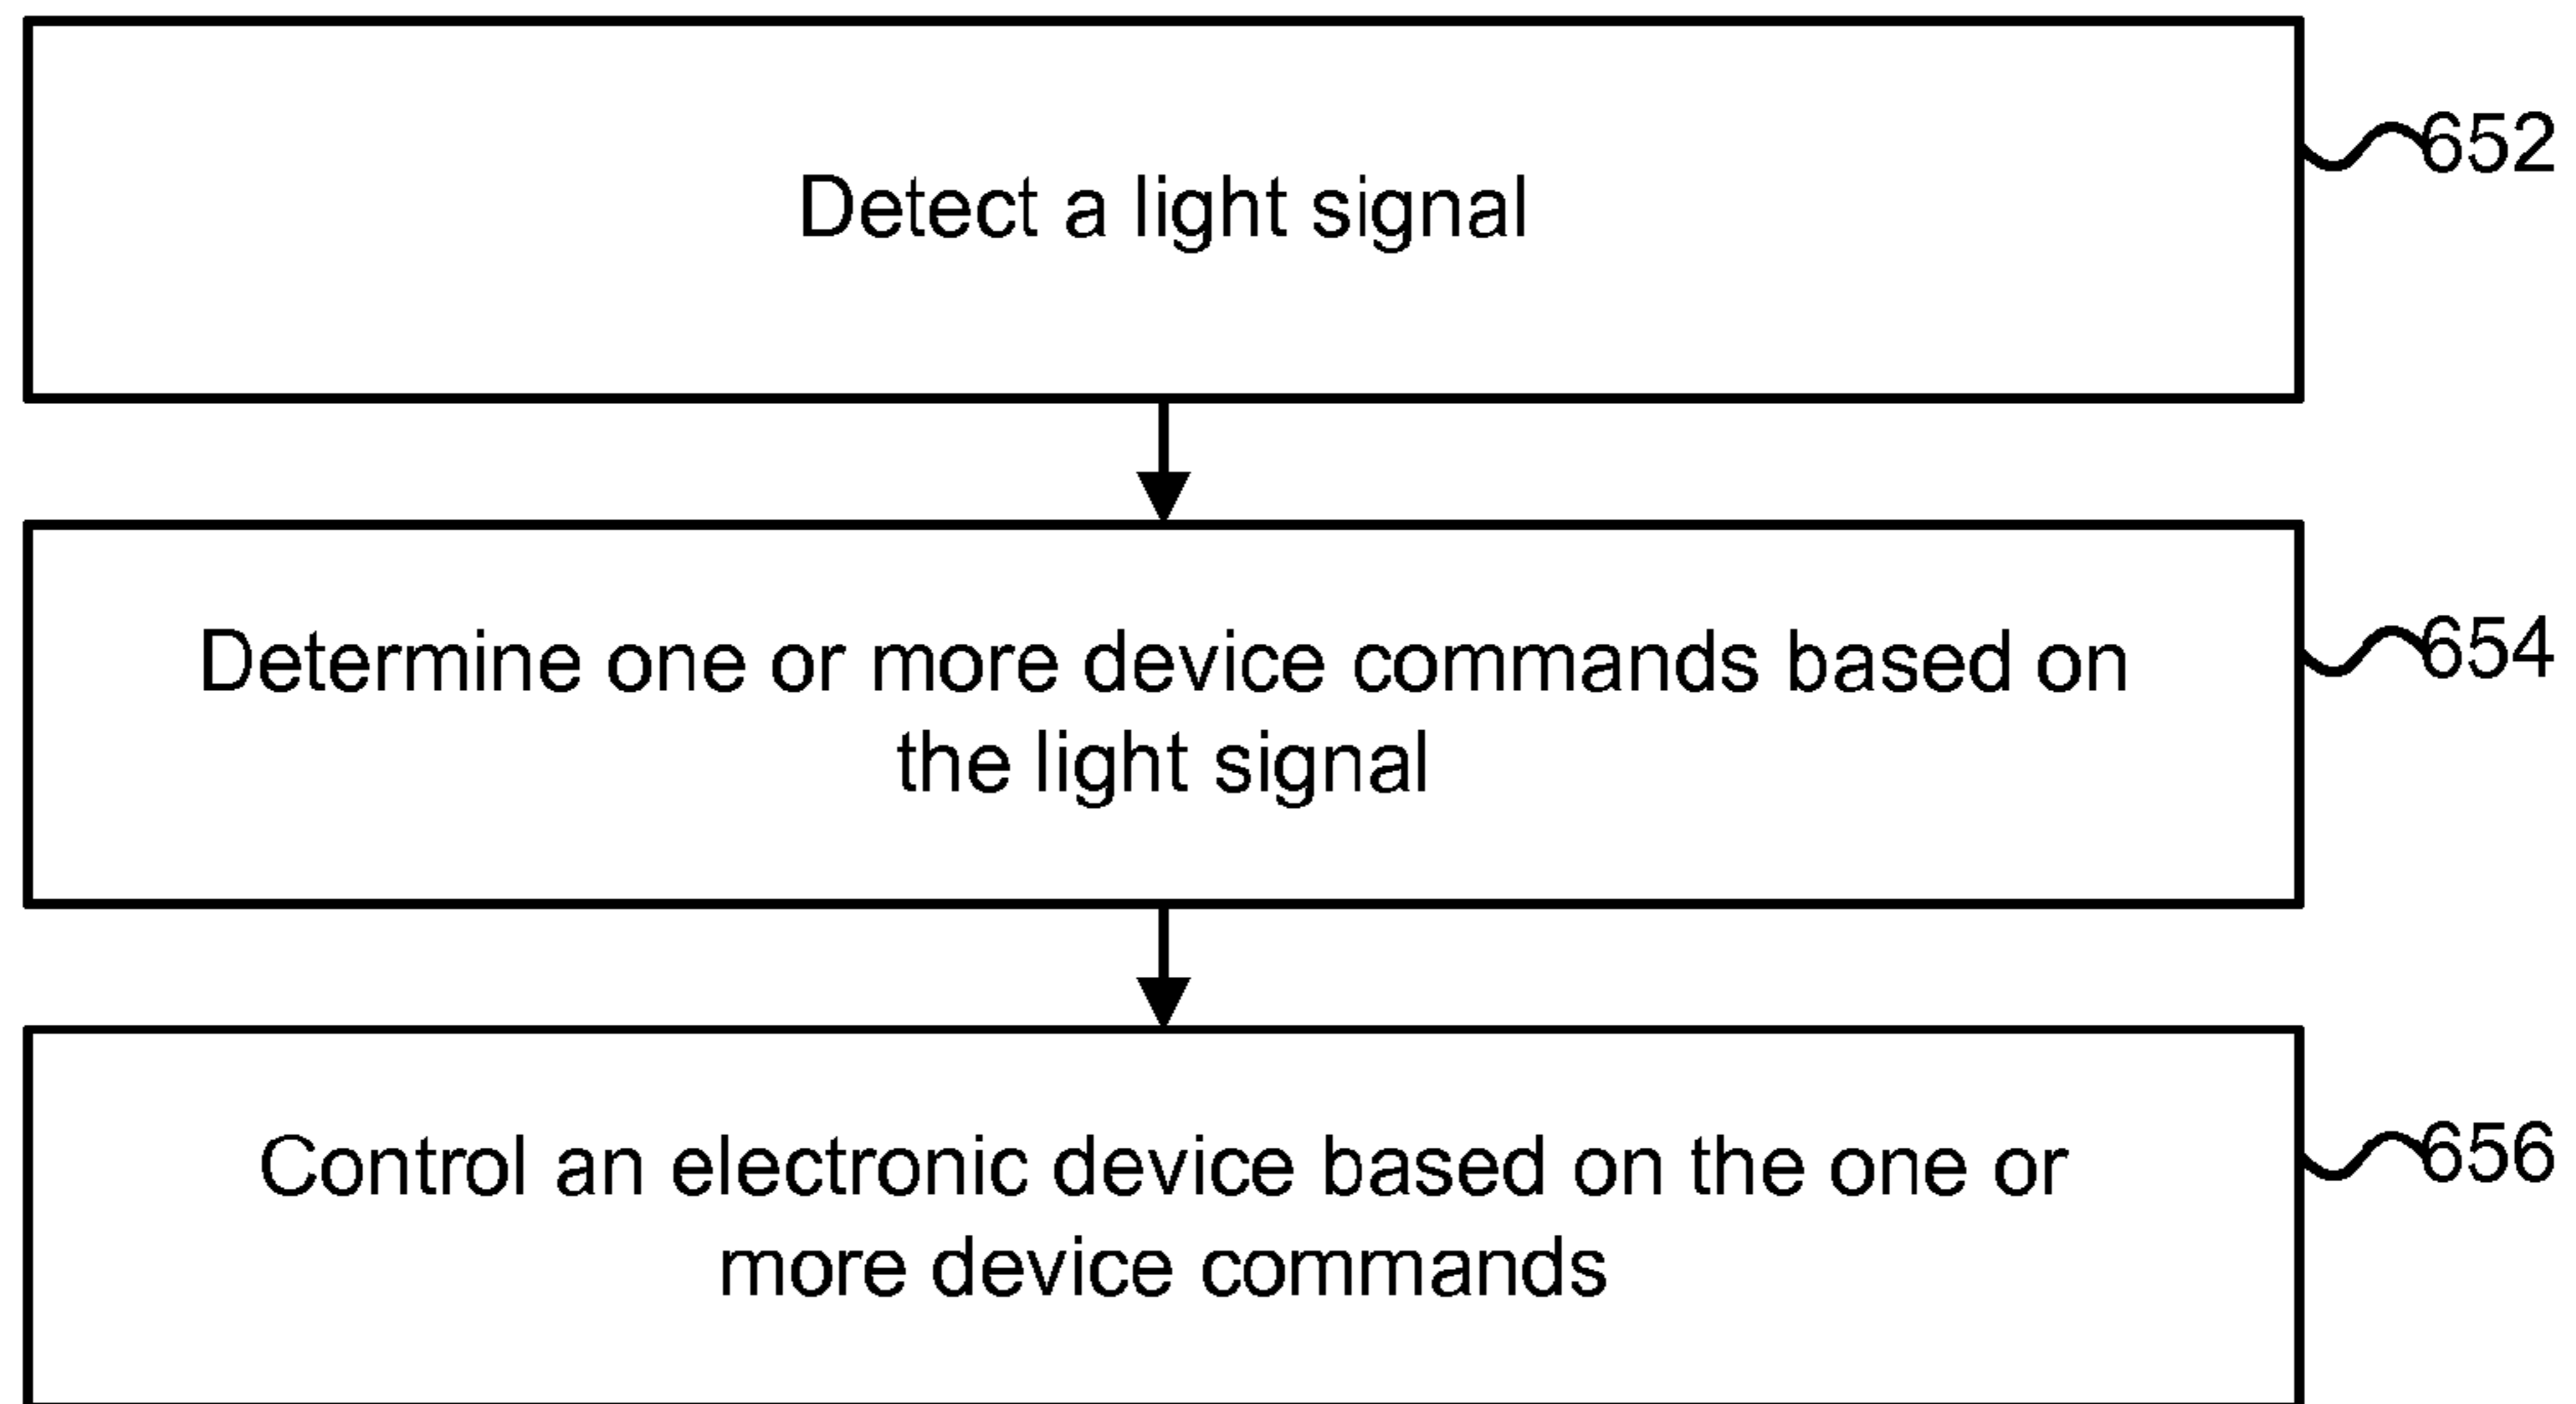 Detect a light signal
652
Determine one or more device commands based on
the light signal
654
Control an electronic device based on the one or
more device commands
656